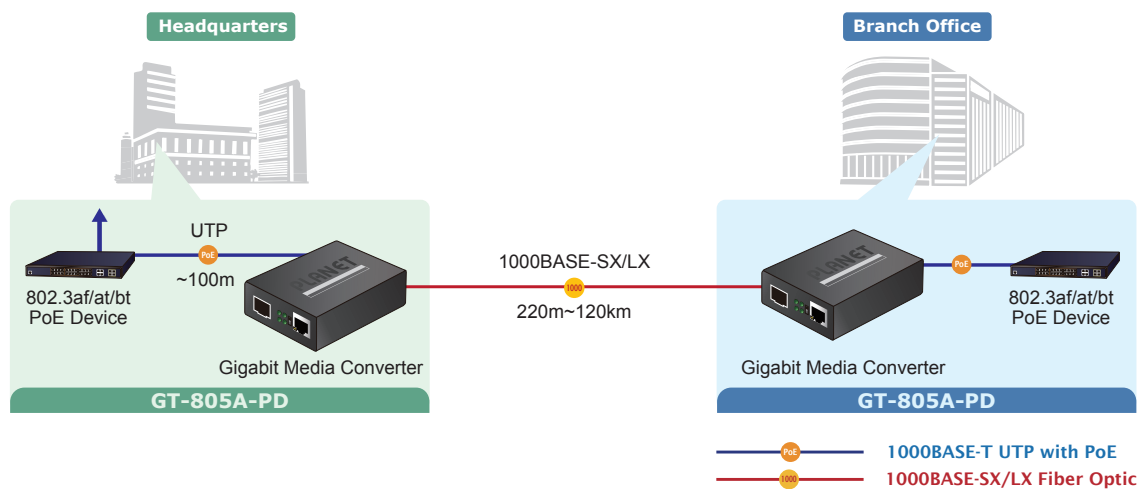 Headquarters
Branch Office
UTP
PoE
~100m
802.3af/at/bt
PoE Device
PLANET
Gigabit Media Converter
GT-805A-PD
1000BASE-SX/LX
1000
220m~120km
PLANET
PoE
802.3af/at/bt
PoE Device
Gigabit Media Converter
GT-805A-PD
PoE
1000BASE-T UTP with PoE
1000
1000BASE-SX/LX Fiber Optic